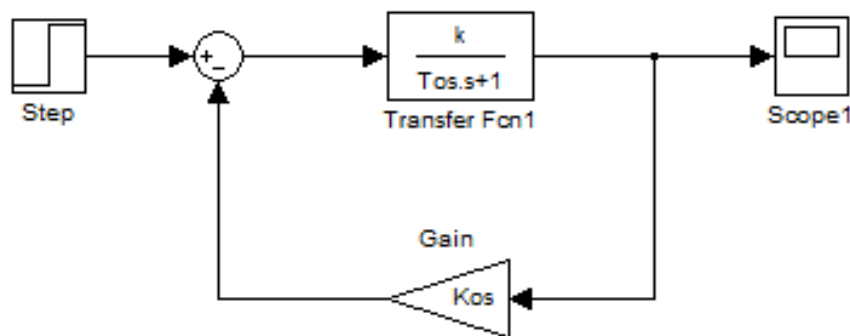 Step
+
−
k
Tos.s+1
Transfer Fcn1
Scope1
Gain
Kos